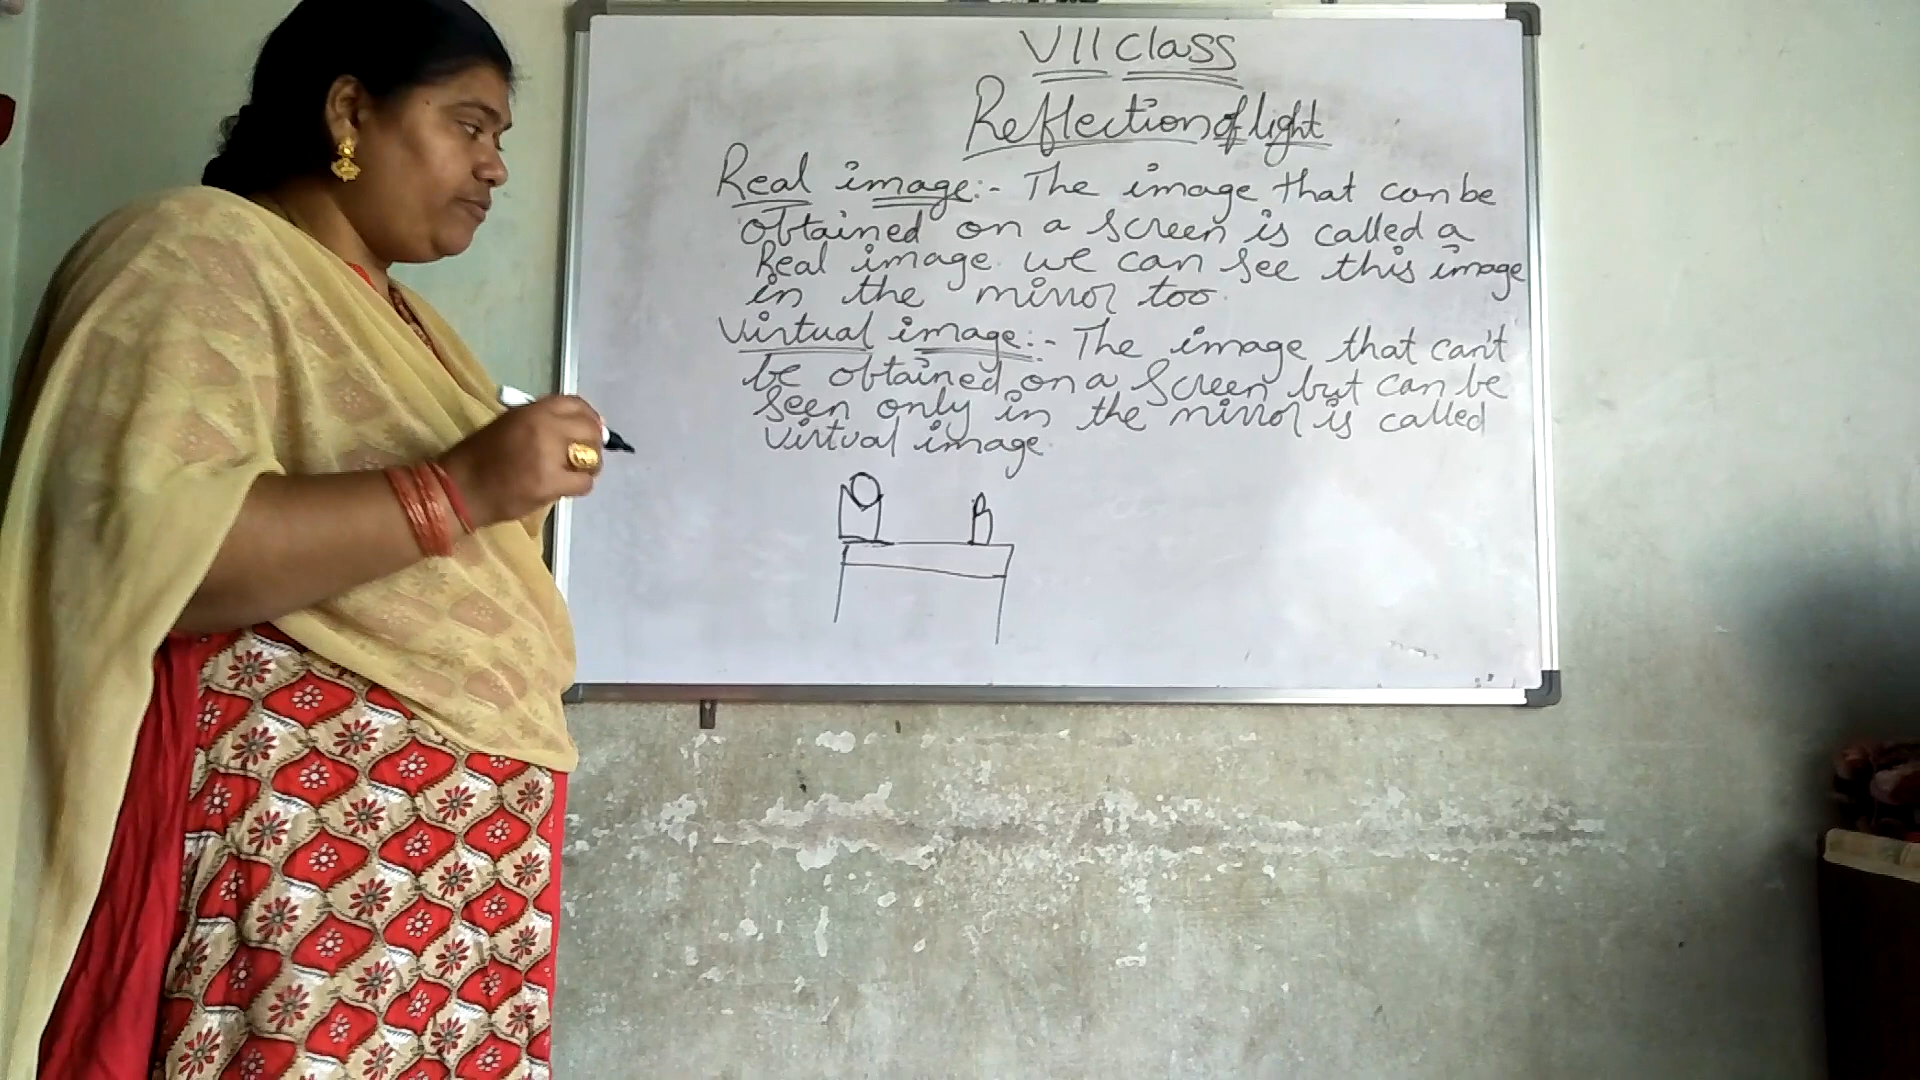 VII Class
Reflection of light
Real image:- The image that can be
obtained on a screen is called a
Real image. we can see this image
in the mirror too.
Virtual image:- The image that can't
be obtained on a screen but can be
seen only in the mirror is called
virtual image.